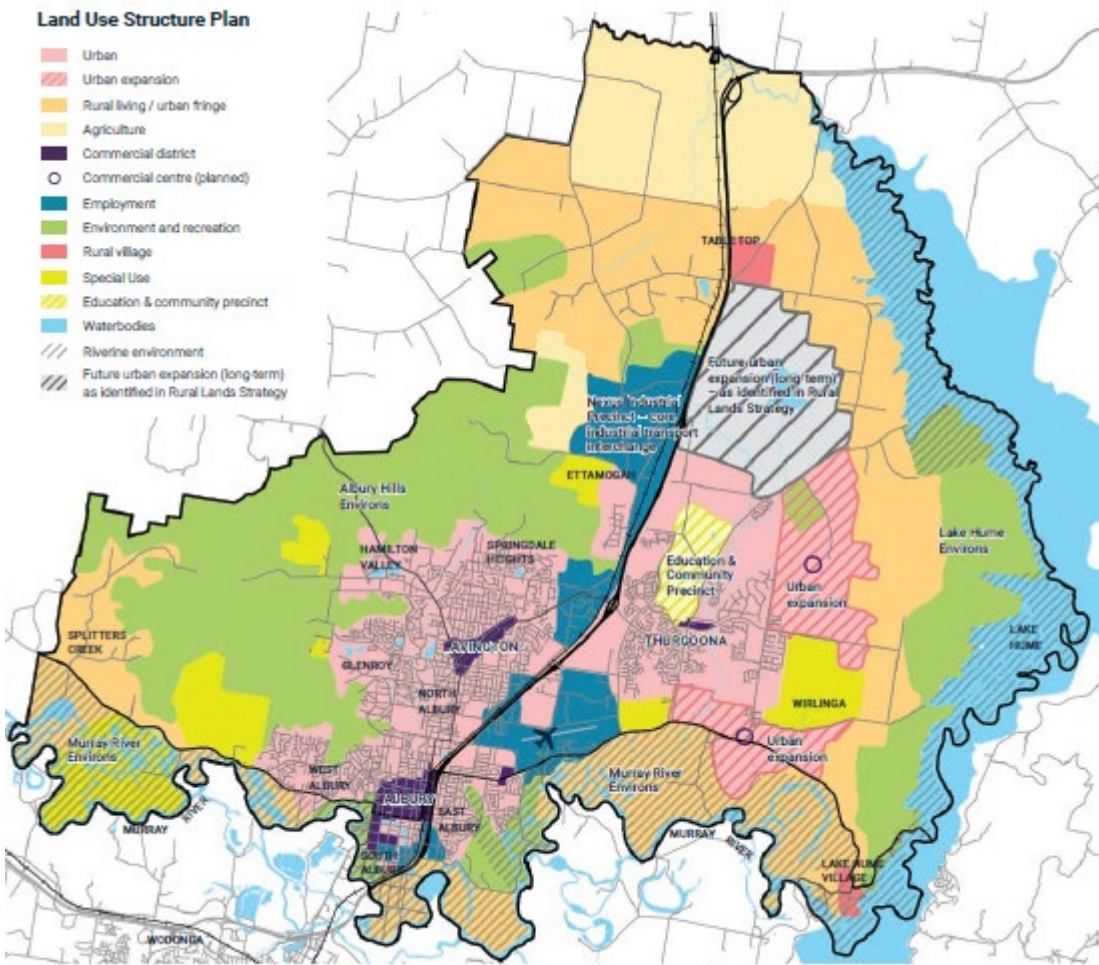 Land Use Structure Plan
Urban
Urban expansion
Rural living / urban fringe
Agriculture
Commercial district
Commercial centre (planned)
Employment
Environment and recreation
Rural village
Special Use
Education & community precinct
Waterbodies
Riverine environment
Future urban expansion (long-term)
as identified in Rural Lands Strategy
TABLE TOP
Future urban
expansion (long term)
– as identified in Rural
Lands Strategy
Nexus Industrial
Precinct – core
industrial transport
interchange
ETTAMOGAH
Albury Hills
Environs
HAMILTON
VALLEY
SPRINGDALE
HEIGHTS
Education &
Community
Precinct
Urban
expansion
Lake Hume
Environs
SPLITTERS
CREEK
LAVINGTON
THURGOONA
LAKE
HUME
GLENROY
NORTH
ALBURY
WIRLINGA
Murray River
Environs
Urban
expansion
WEST
ALBURY
Murray River
Environs
ALBURY
EAST
ALBURY
MURRAY
RIVER
MURRAY
RIVER
SOUTH
ALBURY
LAKE HUME
VILLAGE
WODONGA